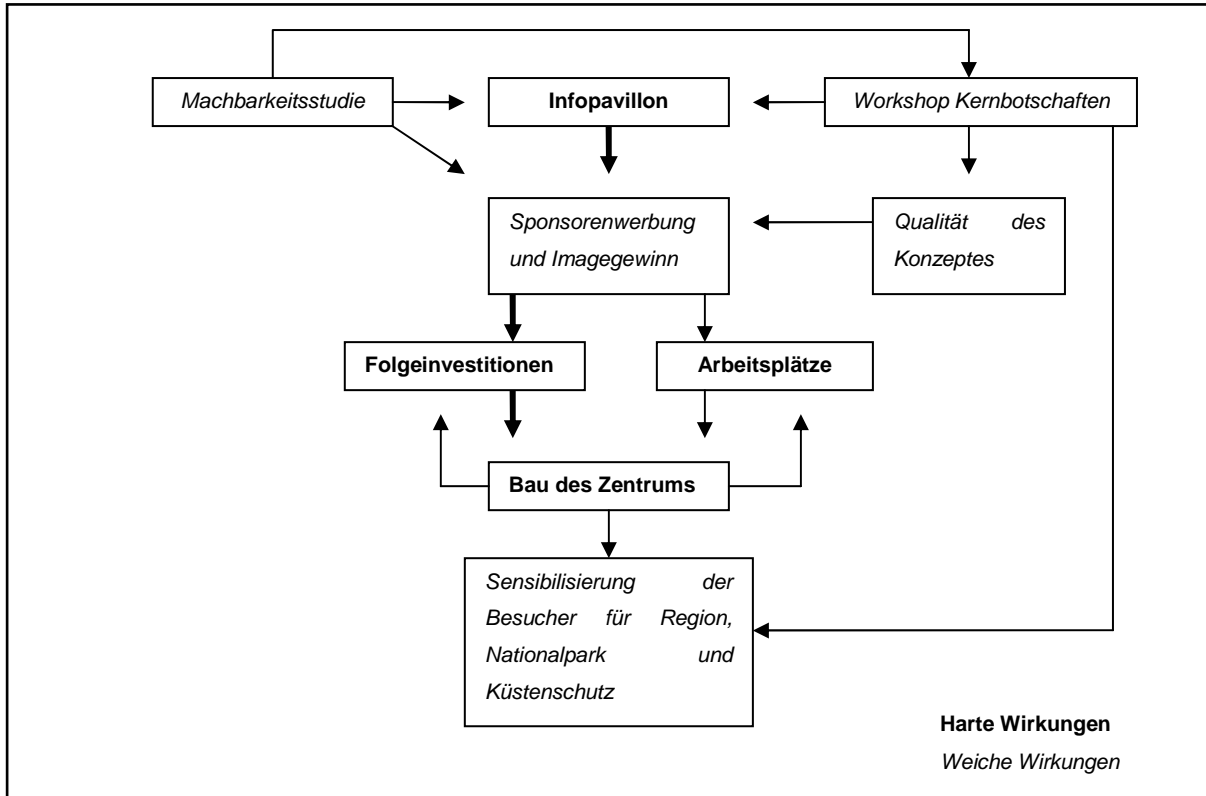 Machbarkeitsstudie
Infopavillon
Workshop Kernbotschaften
Sponsorenwerbung
und Imagegewinn
Qualität des
Konzeptes
Folgeinvestitionen
Arbeitsplätze
Bau des Zentrums
Sensibilisierung der
Besucher für Region,
Nationalpark und
Küstenschutz
Harte Wirkungen
Weiche Wirkungen